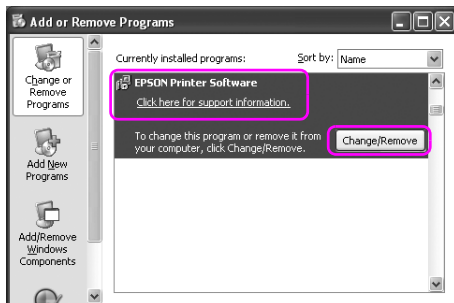 Add or Remove Programs
Change or
Remove
Programs
Add New
Programs
Add/Remove
Windows
Components
Currently installed programs:
Sort by: Name
EPSON Printer Software
Click here for support information.
To change this program or remove it from
your computer, click Change/Remove.
Change/Remove